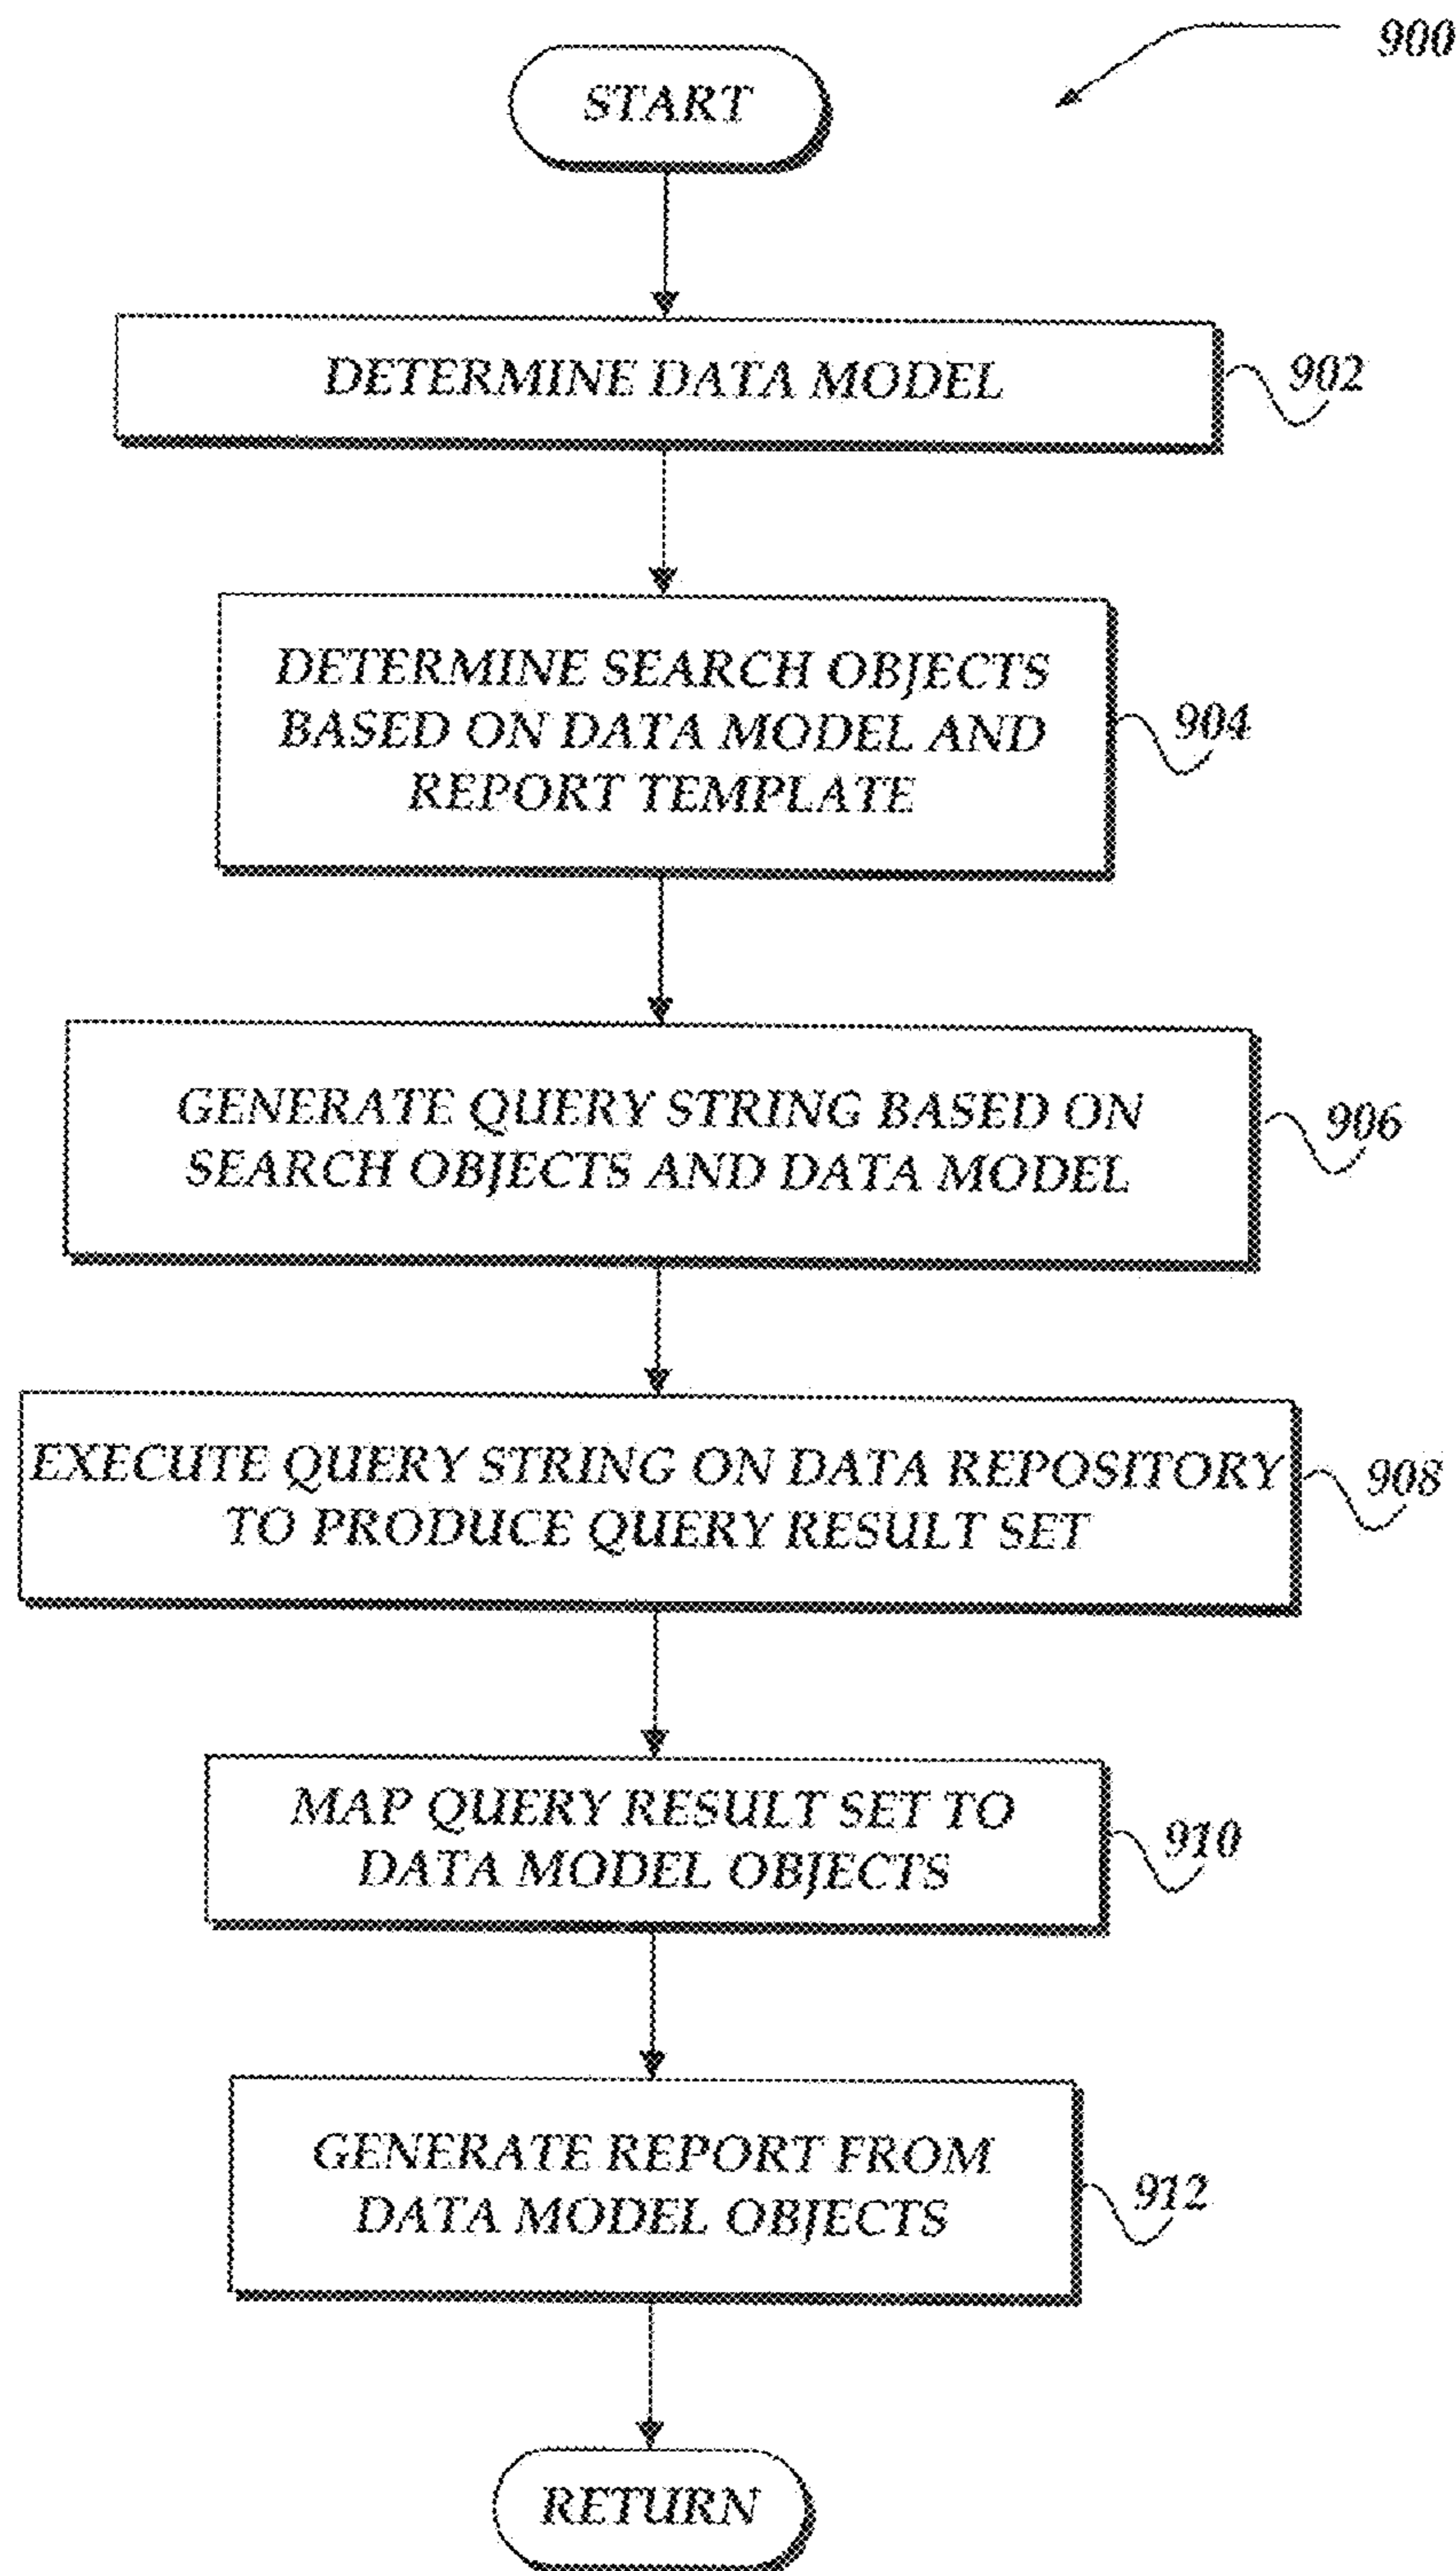 900
START
DETERMINE DATA MODEL
902
DETERMINE SEARCH OBJECTS
BASED ON DATA MODEL AND
REPORT TEMPLATE
904
GENERATE QUERY STRING BASED ON
SEARCH OBJECTS AND DATA MODEL
906
EXECUTE QUERY STRING ON DATA REPOSITORY
TO PRODUCE QUERY RESULT SET
908
MAP QUERY RESULT SET TO
DATA MODEL OBJECTS
910
GENERATE REPORT FROM
DATA MODEL OBJECTS
912
RETURN